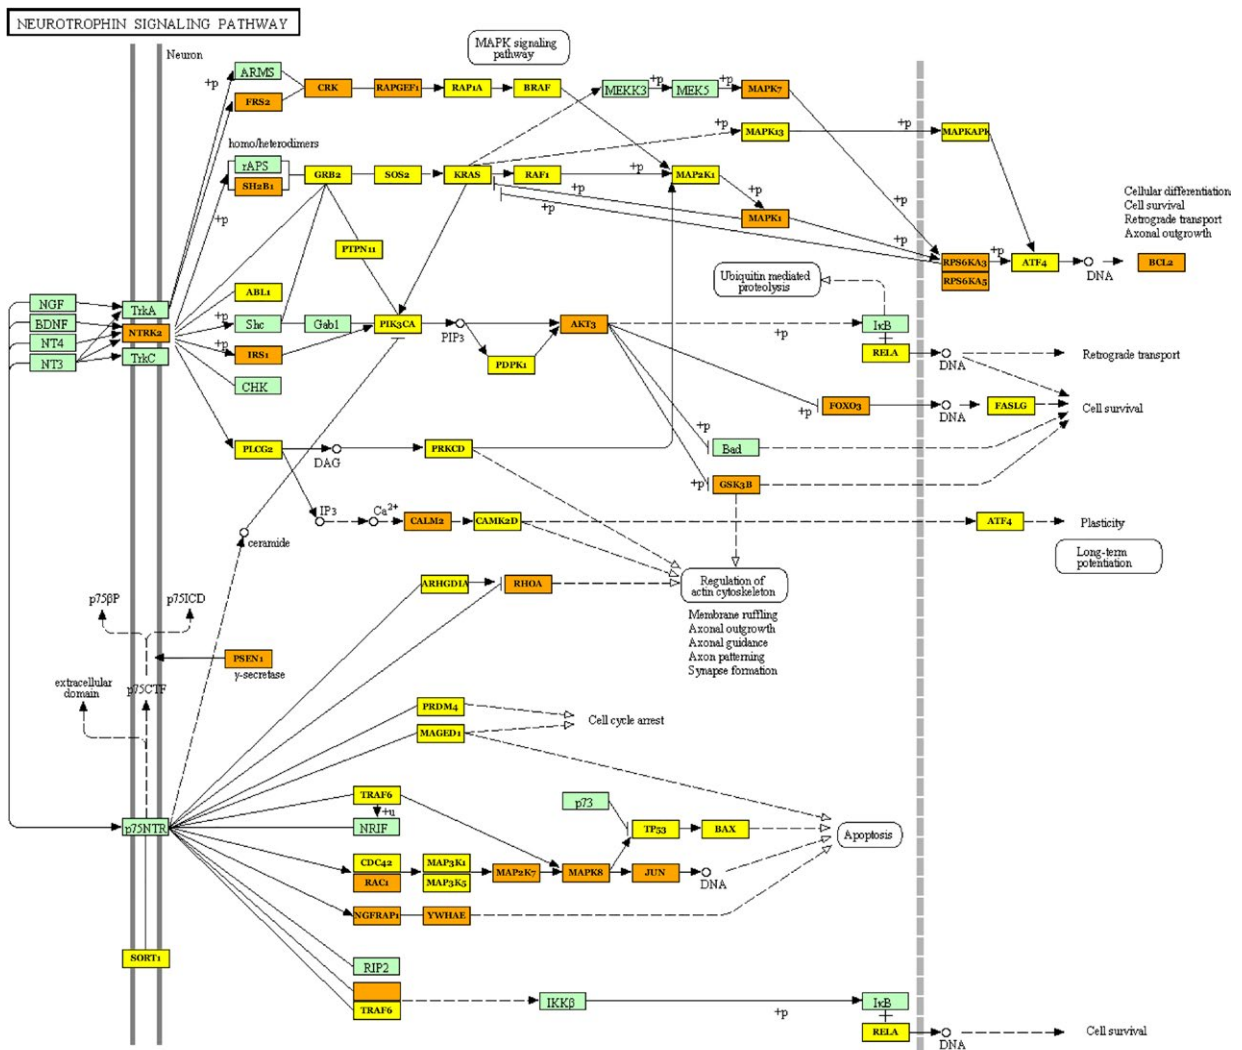 NEUROTROPHIN SIGNALING PATHWAY
Neuron
MAPK signaling
pathway
+p
ARMS
FRS2
CRK
RAPGEF1
RAP1A
BRAF
MEKK3
+p
MEK5
+p
MAPK7
homo/heterodimers
rAPS
SH2B1
+p
GRB2
SOS2
KRAS
RAF1
+p
MAP2K1
+p
MAPK13
+p
MAPKAPK
+p
MAPK1
+p
+p
+p
Cellular differentiation
Cell survival
Retrograde transport
Axonal outgrowth
PTPN11
RPS6KA3
RPS6KA5
+p
ATF4
DNA
BCL2
Ubiquitin mediated
proteolysis
NGF
BDNF
NT4
NT3
TrkA
NTRK2
TrkC
ABL1
+p
Shc
Gab1
+p
IRS1
CHK
PIK3CA
PIP3
PDPK1
AKT3
+p
IκB
RELA
DNA
Retrograde transport
+p
FOXO3
DNA
FASLG
Cell survival
PLCG2
DAG
PRKCD
+p
Bad
+p
GSK3B
IP3
Ca2+
CALM2
CAMK2D
ATF4
Plasticity
Long-term
potentiation
ceramide
ARHGDIA
RHOA
Regulation of
actin cytoskeleton
Membrane ruffling
Axonal outgrowth
Axonal guidance
Axon patterning
Synapse formation
p75βP
p75ICD
PSEN1
γ-secretase
extracellular
domain
p75CTF
PRDM4
MAGED1
Cell cycle arrest
TRAF6
+u
NRIF
p75NTR
p73
TP53
BAX
Apoptosis
CDC42
RAC1
MAP3K1
MAP3K5
MAP2K7
MAPK8
JUN
DNA
NGFRAP1
YWHAE
SORT1
RIP2
TRAF6
IKKβ
+p
IκB
RELA
DNA
Cell survival